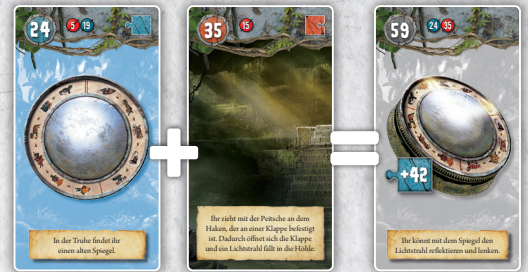 24 5 19
In der Truhe findet ihr
einen alten Spiegel.
+
35 15
Ihr zieht mit der Peitsche an dem
Haken, der an einer Klappe befestigt
ist. Dadurch öffnet sich die Klappe
und ein Lichtstrahl fällt in die Höhle.
=
59 24 35
+42
Ihr könnt mit dem Spiegel den
Lichtstrahl reflektieren und lenken.